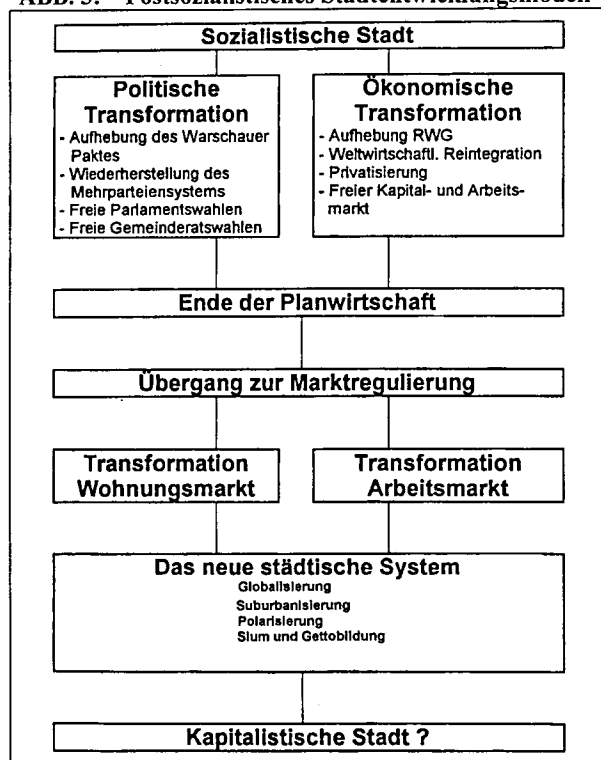 ABB. 3: Postsozialistisches Stadtentwicklungsmodell
Sozialistische Stadt
Politische
Transformation
- Aufhebung des Warschauer
Paktes
- Wiederherstellung des
Mehrparteiensystems
- Freie Parlamentswahlen
- Freie Gemeinderatswahlen
Ökonomische
Transformation
- Aufhebung RWG
- Weltwirtschaftl. Reintegration
- Privatisierung
- Freier Kapital- und Arbeits-
markt
Ende der Planwirtschaft
Übergang zur Marktregulierung
Transformation
Wohnungsmarkt
Transformation
Arbeitsmarkt
Das neue städtische System
Globalisierung
Suburbanisierung
Polarisierung
Slum und Gettobildung
Kapitalistische Stadt ?